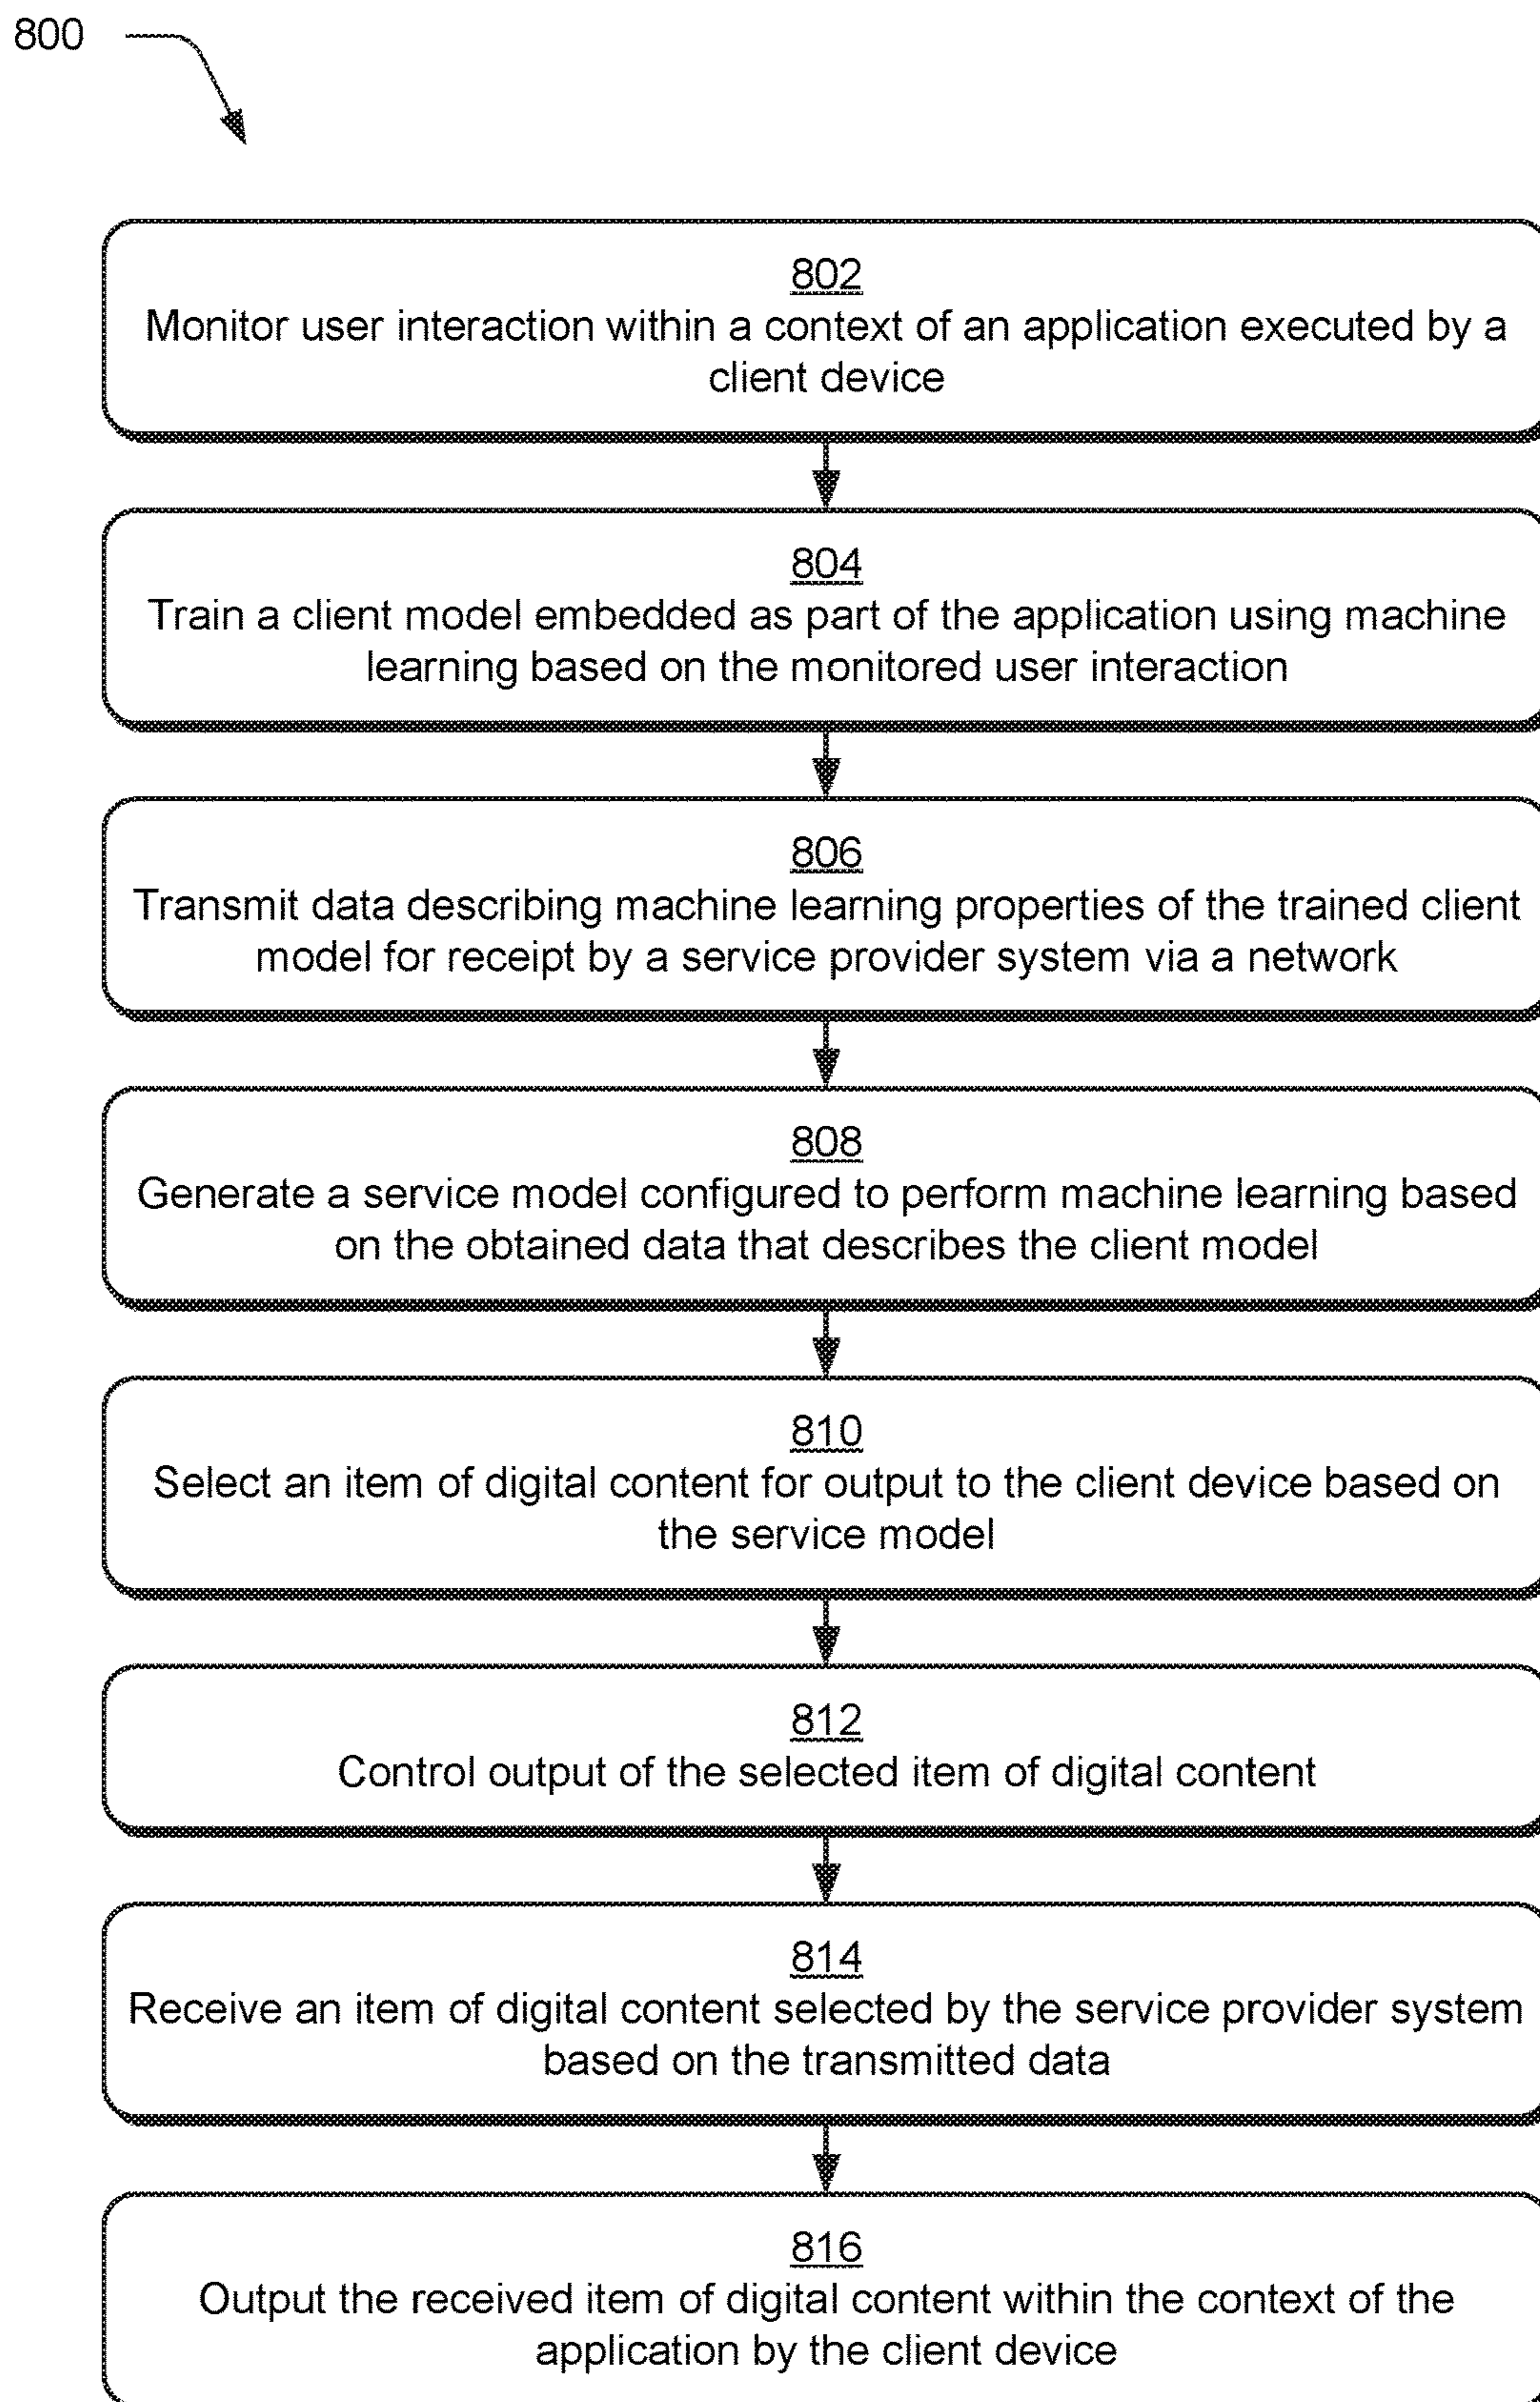 800
802
Monitor user interaction within a context of an application executed by a
client device
804
Train a client model embedded as part of the application using machine
learning based on the monitored user interaction
806
Transmit data describing machine learning properties of the trained client
model for receipt by a service provider system via a network
808
Generate a service model configured to perform machine learning based
on the obtained data that describes the client model
810
Select an item of digital content for output to the client device based on
the service model
812
Control output of the selected item of digital content
814
Receive an item of digital content selected by the service provider system
based on the transmitted data
816
Output the received item of digital content within the context of the
application by the client device